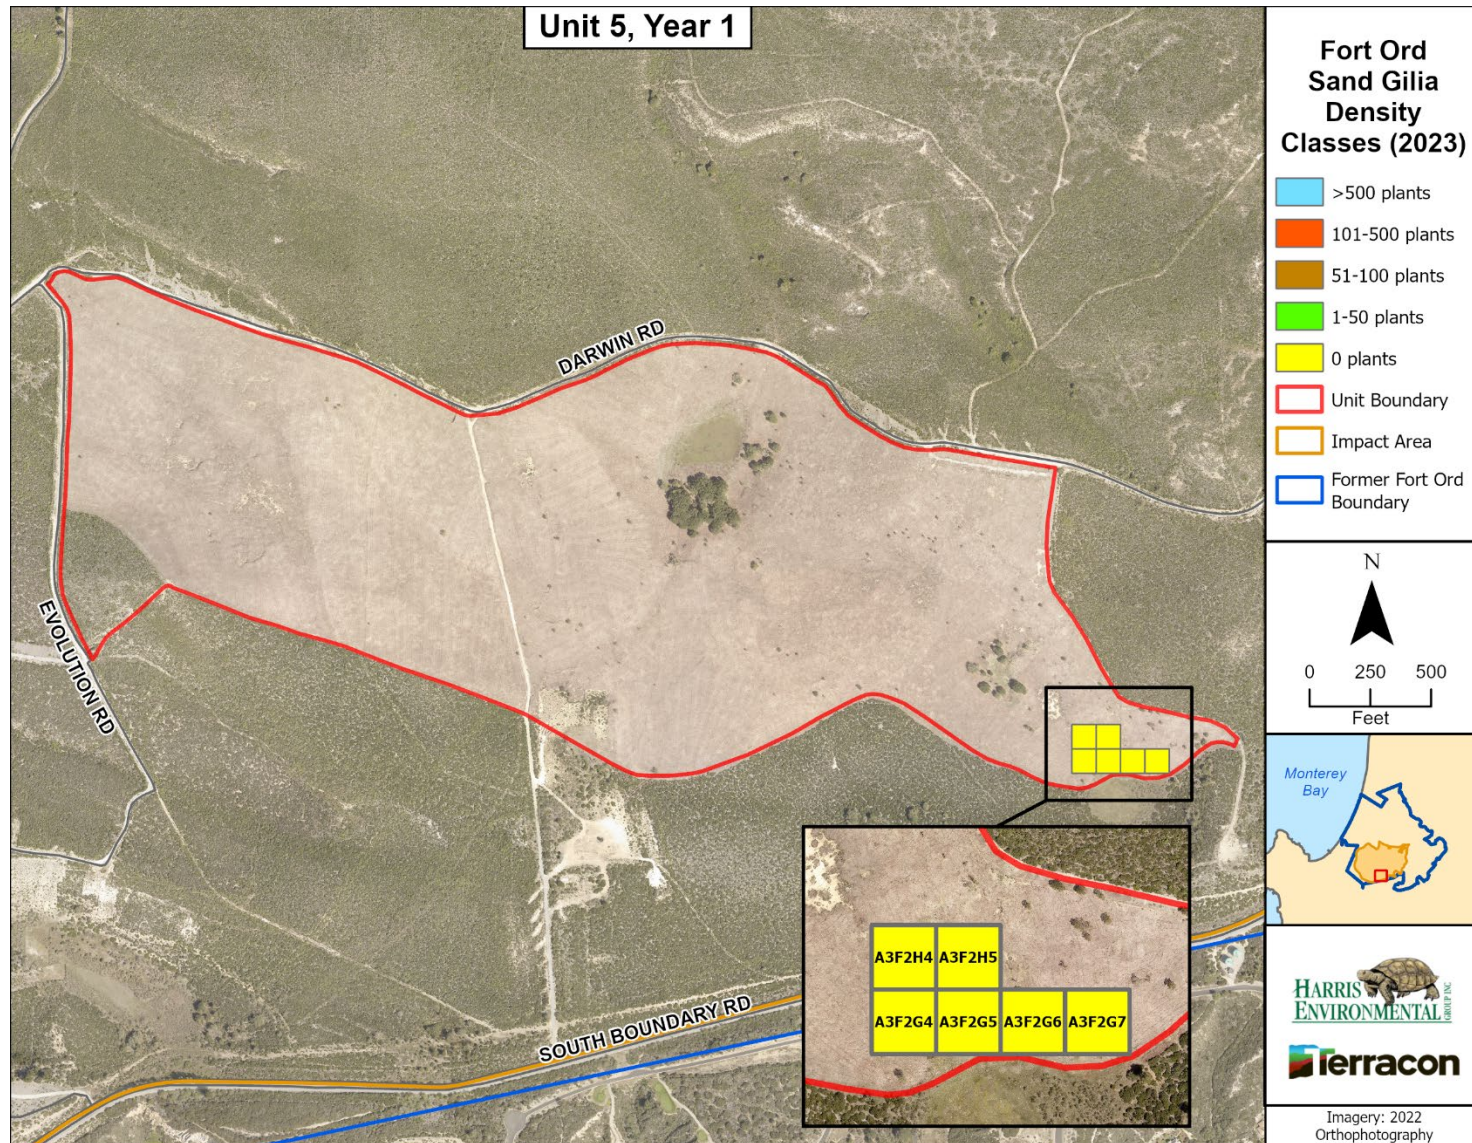 Unit 5, Year 1
Fort Ord
Sand Gilia
Density
Classes (2023)
>500 plants
101-500 plants
51-100 plants
1-50 plants
0 plants
Unit Boundary
Impact Area
Former Fort Ord
Boundary
N
0 250 500
Feet
Monterey
Bay
HARRIS
ENVIRONMENTAL
GROUP INC
Terracon
Imagery: 2022
Orthophotography
DARWIN RD
EVOLUTION RD
SOUTH BOUNDARY RD
A3F2H4 A3F2H5
A3F2G4 A3F2G5 A3F2G6 A3F2G7